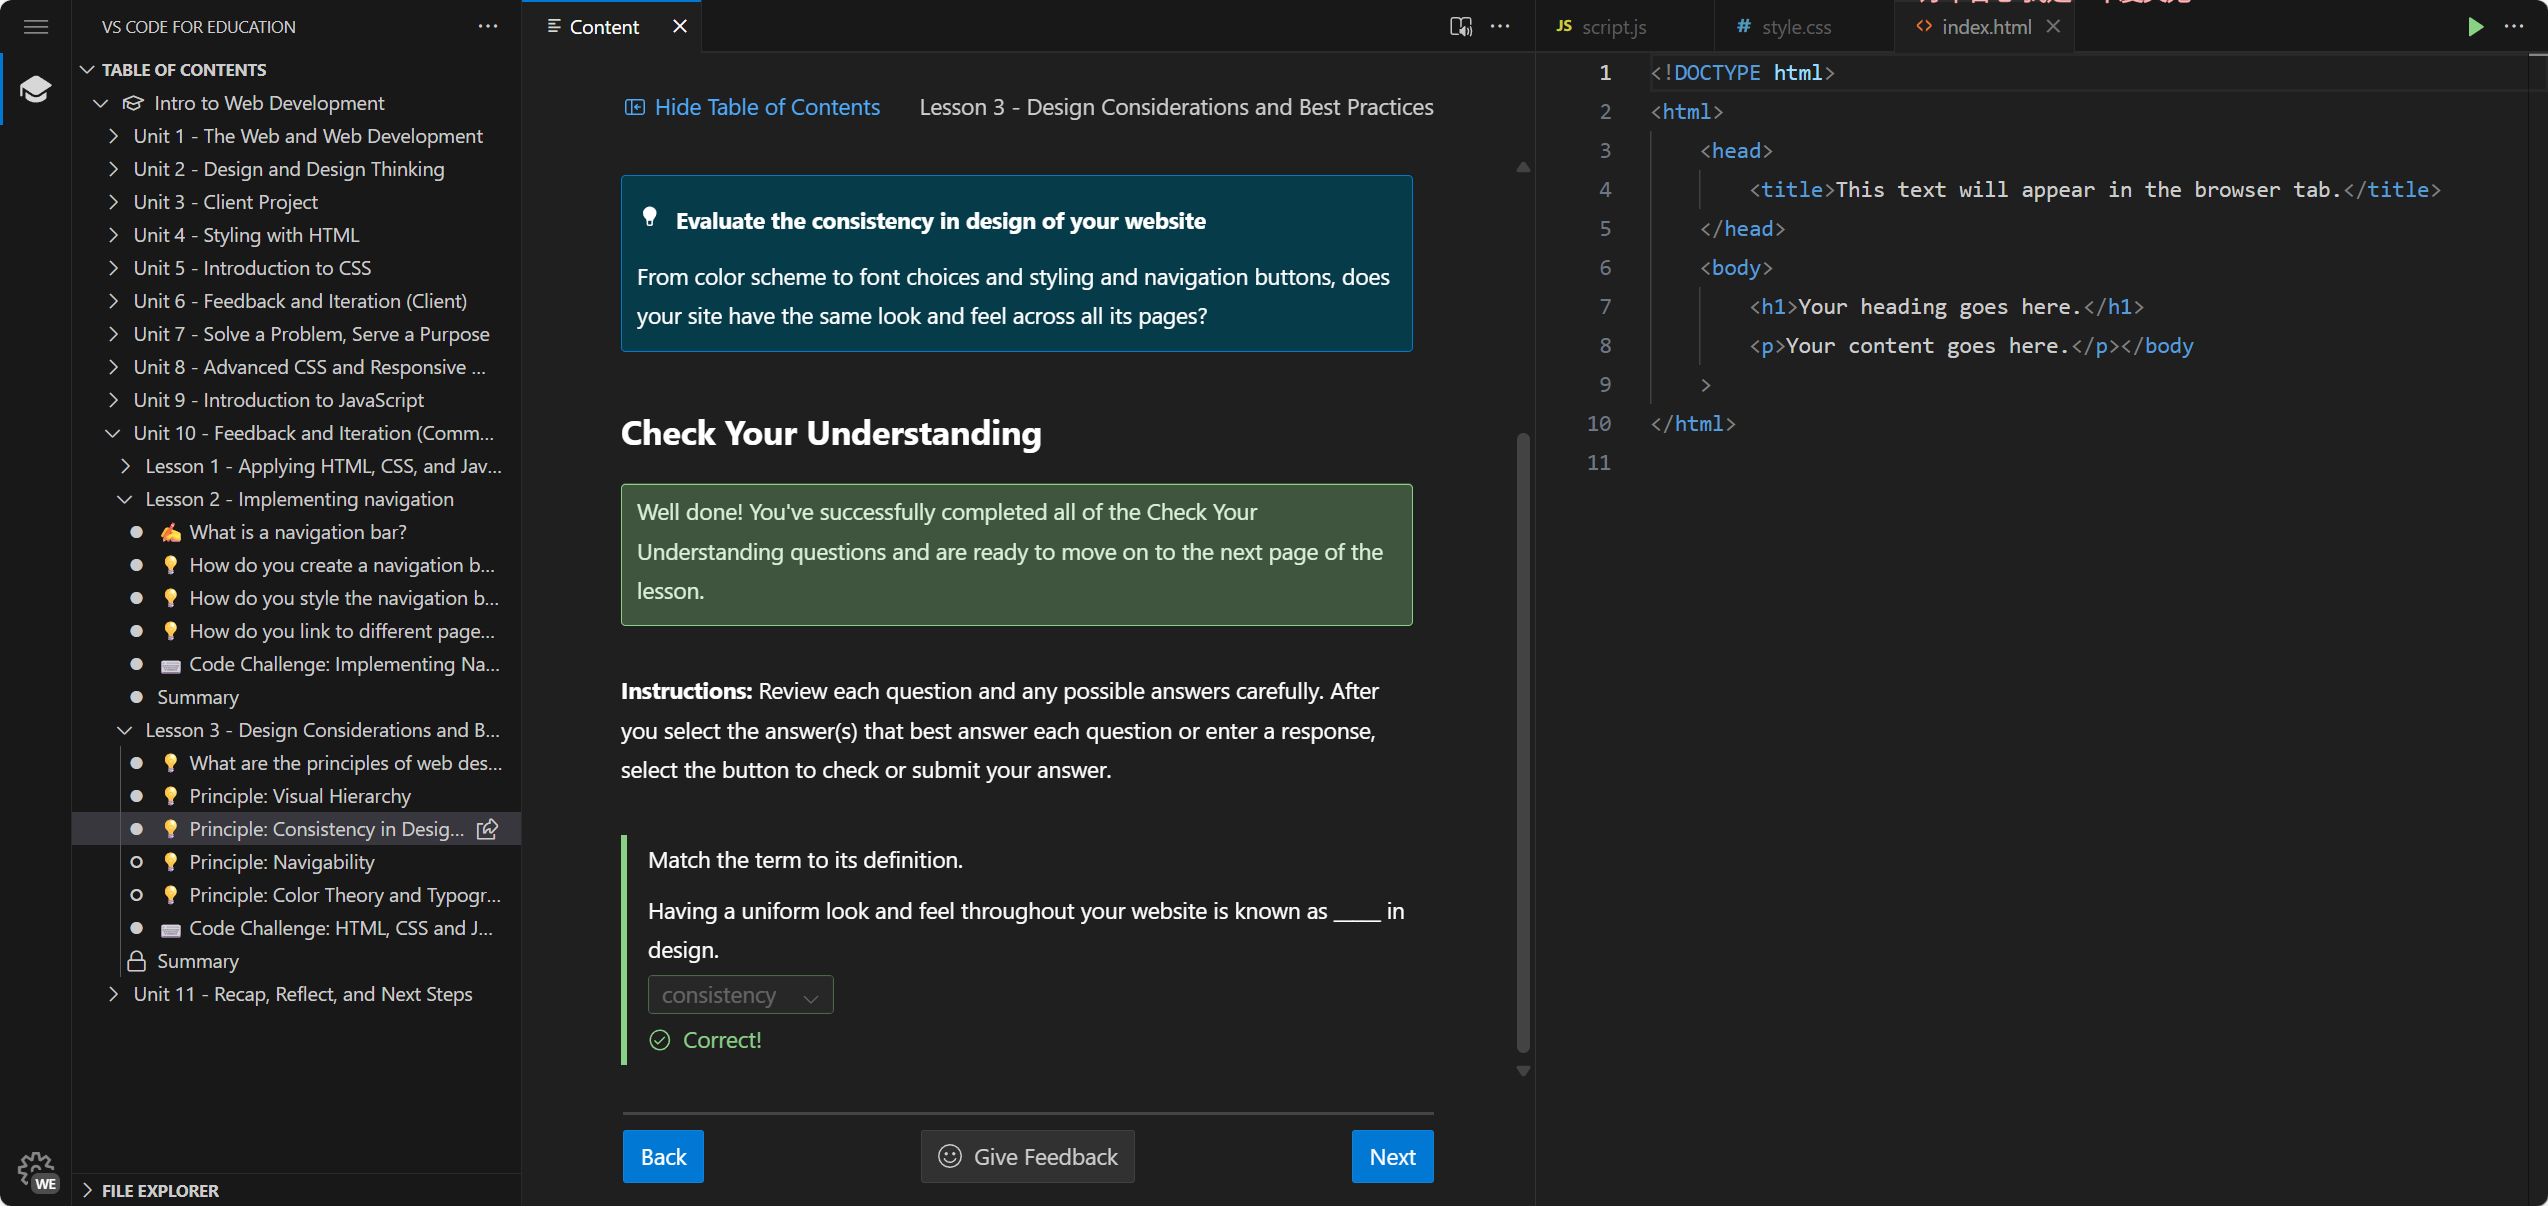 VS CODE FOR EDUCATION
TABLE OF CONTENTS
Intro to Web Development
Unit 1 - The Web and Web Development
Unit 2 - Design and Design Thinking
Unit 3 - Client Project
Unit 4 - Styling with HTML
Unit 5 - Introduction to CSS
Unit 6 - Feedback and Iteration (Client)
Unit 7 - Solve a Problem, Serve a Purpose
Unit 8 - Advanced CSS and Responsive ...
Unit 9 - Introduction to JavaScript
Unit 10 - Feedback and Iteration (Comm...
Lesson 1 - Applying HTML, CSS, and Jav...
Lesson 2 - Implementing navigation
What is a navigation bar?
How do you create a navigation b...
How do you style the navigation b...
How do you link to different page...
Code Challenge: Implementing Na...
Summary
Lesson 3 - Design Considerations and B...
What are the principles of web des...
Principle: Visual Hierarchy
Principle: Consistency in Desig...
Principle: Navigability
Principle: Color Theory and Typogr...
Code Challenge: HTML, CSS and J...
Summary
Unit 11 - Recap, Reflect, and Next Steps
WE
FILE EXPLORER
Content
Hide Table of Contents
Lesson 3 - Design Considerations and Best Practices
Evaluate the consistency in design of your website
From color scheme to font choices and styling and navigation buttons, does
your site have the same look and feel across all its pages?
Check Your Understanding
Well done! You've successfully completed all of the Check Your
Understanding questions and are ready to move on to the next page of the
lesson.
Instructions: Review each question and any possible answers carefully. After
you select the answer(s) that best answer each question or enter a response,
select the button to check or submit your answer.
Match the term to its definition.
Having a uniform look and feel throughout your website is known as _____ in
design.
consistency
Correct!
Back
Give Feedback
Next
JS script.js
# style.css
<> index.html
1 <!DOCTYPE html>
2 <html>
3 <head>
4 <title>This text will appear in the browser tab.</title>
5 </head>
6 <body>
7 <h1>Your heading goes here.</h1>
8 <p>Your content goes here.</p></body
9 >
10 </html>
11